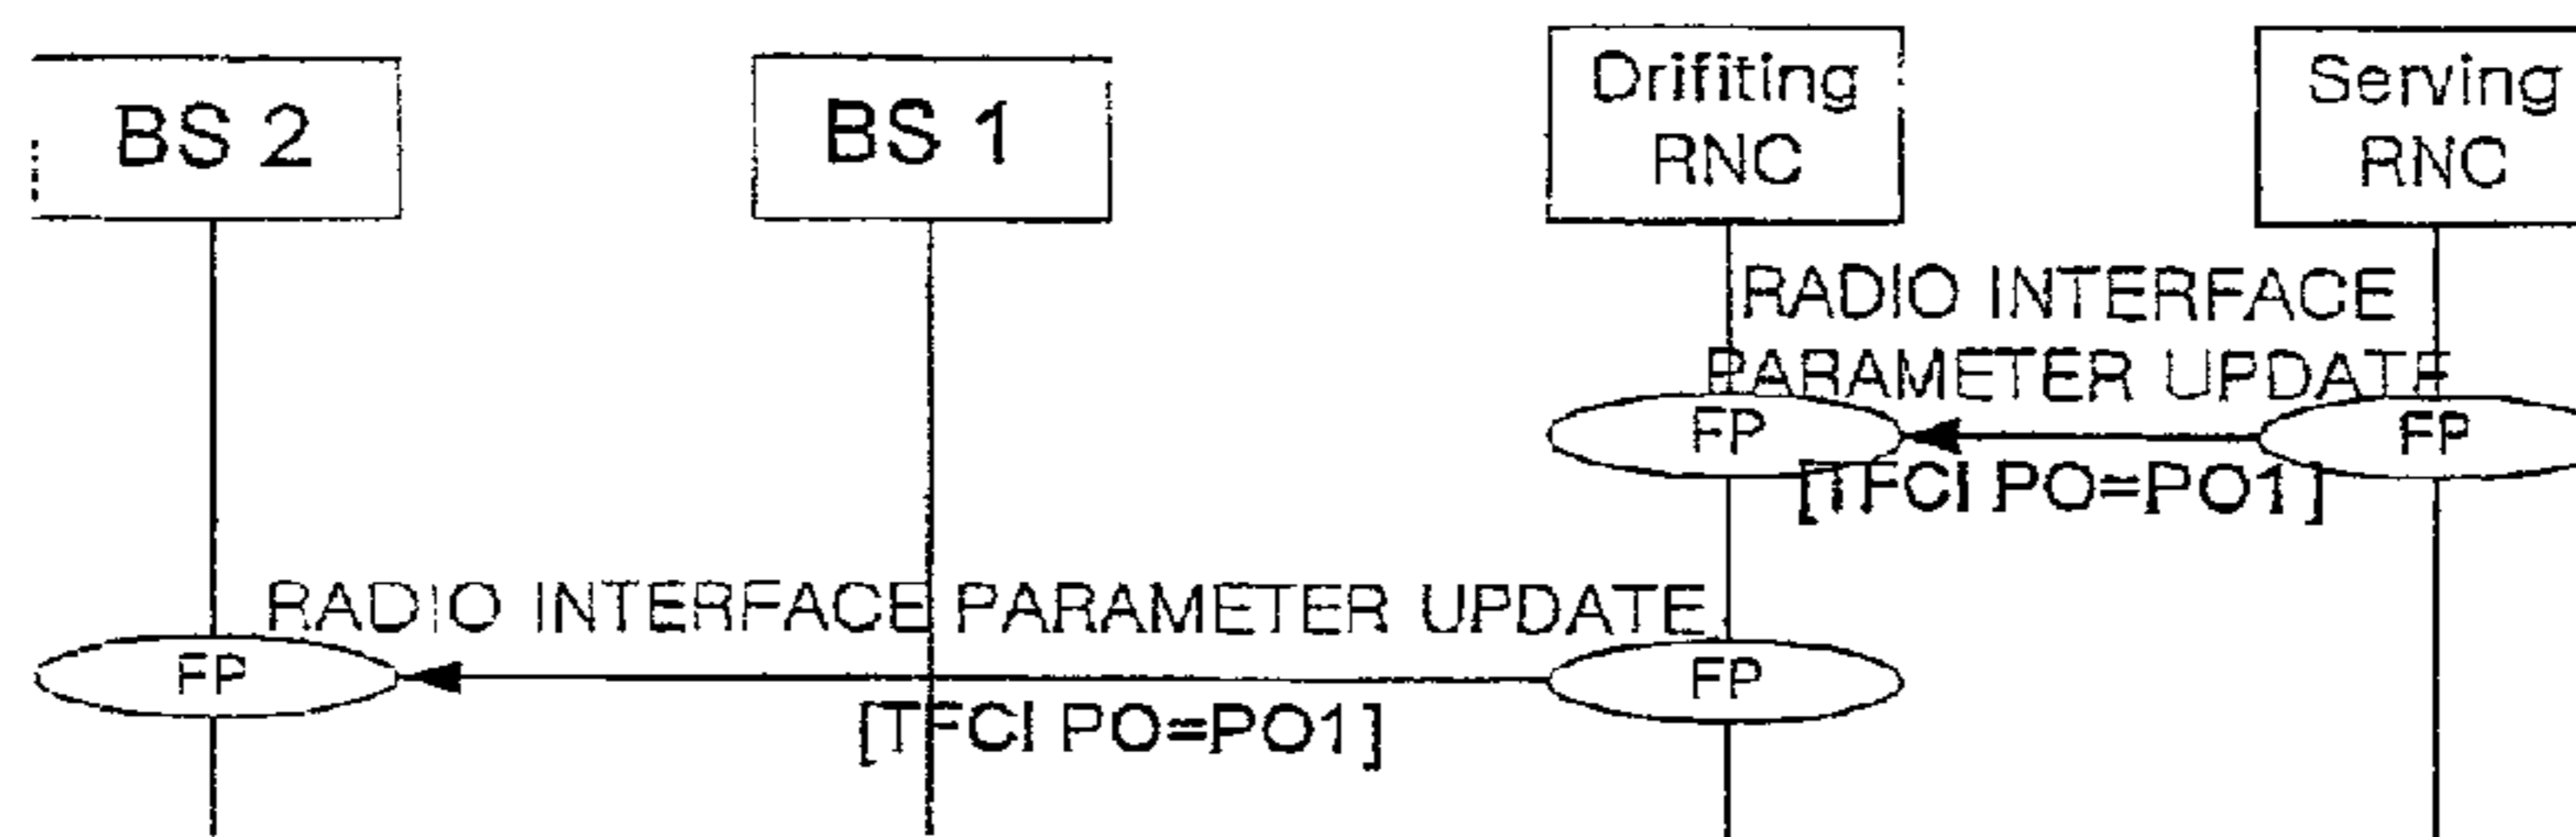 BS 2
BS 1
Drifiting
RNC
Serving
RNC
RADIO INTERFACE
PARAMETER UPDATE
FP
FP
[TFCI PO=PO1]
RADIO INTERFACE PARAMETER UPDATE
FP
FP
[TFCI PO=PO1]